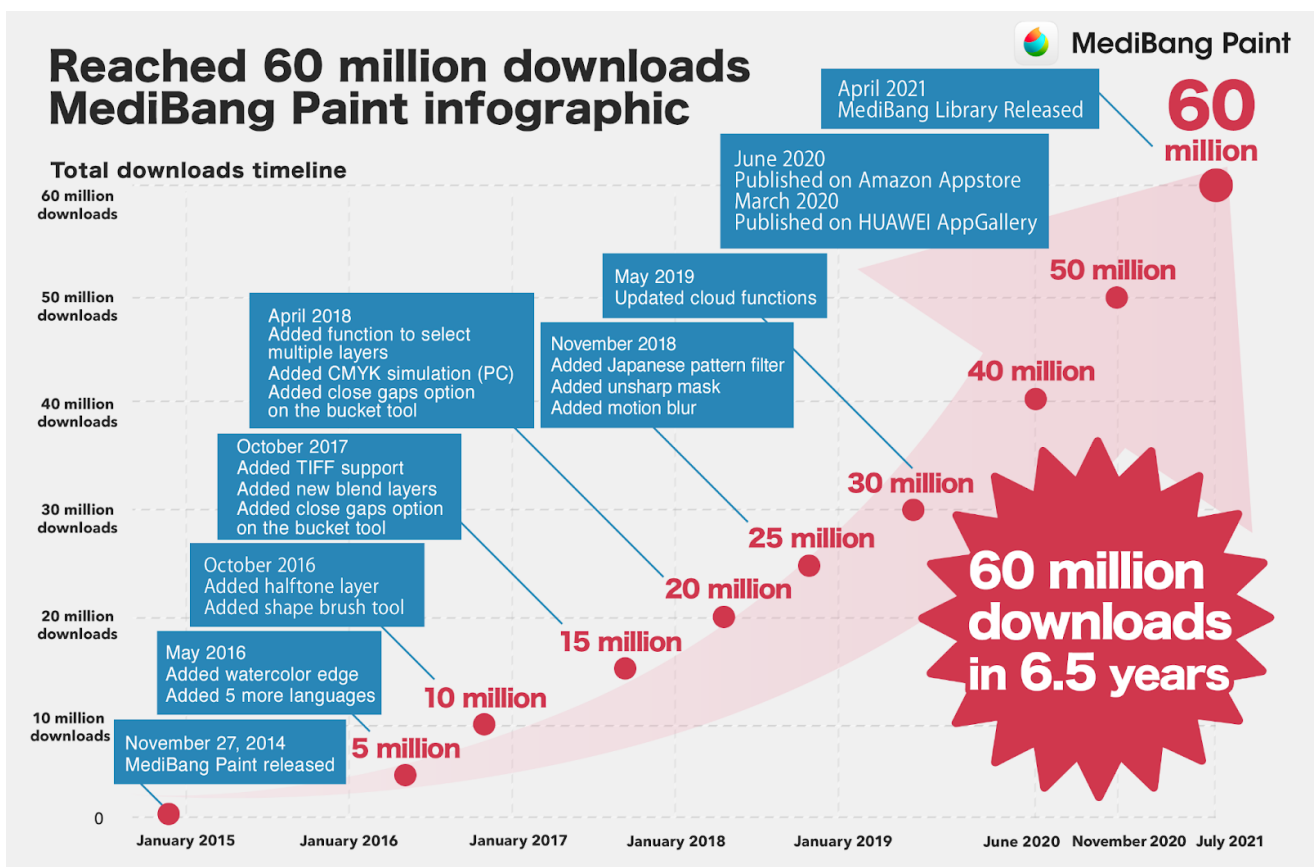 MediBang Paint
Reached 60 million downloads
MediBang Paint infographic
Total downloads timeline
60 million
downloads
50 million
downloads
40 million
downloads
30 million
downloads
20 million
downloads
10 million
downloads
0
November 27, 2014
MediBang Paint released
May 2016
Added watercolor edge
Added 5 more languages
5 million
October 2016
Added halftone layer
Added shape brush tool
10 million
October 2017
Added TIFF support
Added new blend layers
Added close gaps option
on the bucket tool
15 million
April 2018
Added function to select
multiple layers
Added CMYK simulation (PC)
Added close gaps option
on the bucket tool
20 million
November 2018
Added Japanese pattern filter
Added unsharp mask
Added motion blur
25 million
May 2019
Updated cloud functions
30 million
June 2020
Published on Amazon Appstore
March 2020
Published on HUAWEI AppGallery
40 million
50 million
April 2021
MediBang Library Released
60
million
60 million
downloads
in 6.5 years
January 2015
January 2016
January 2017
January 2018
January 2019
June 2020
November 2020
July 2021